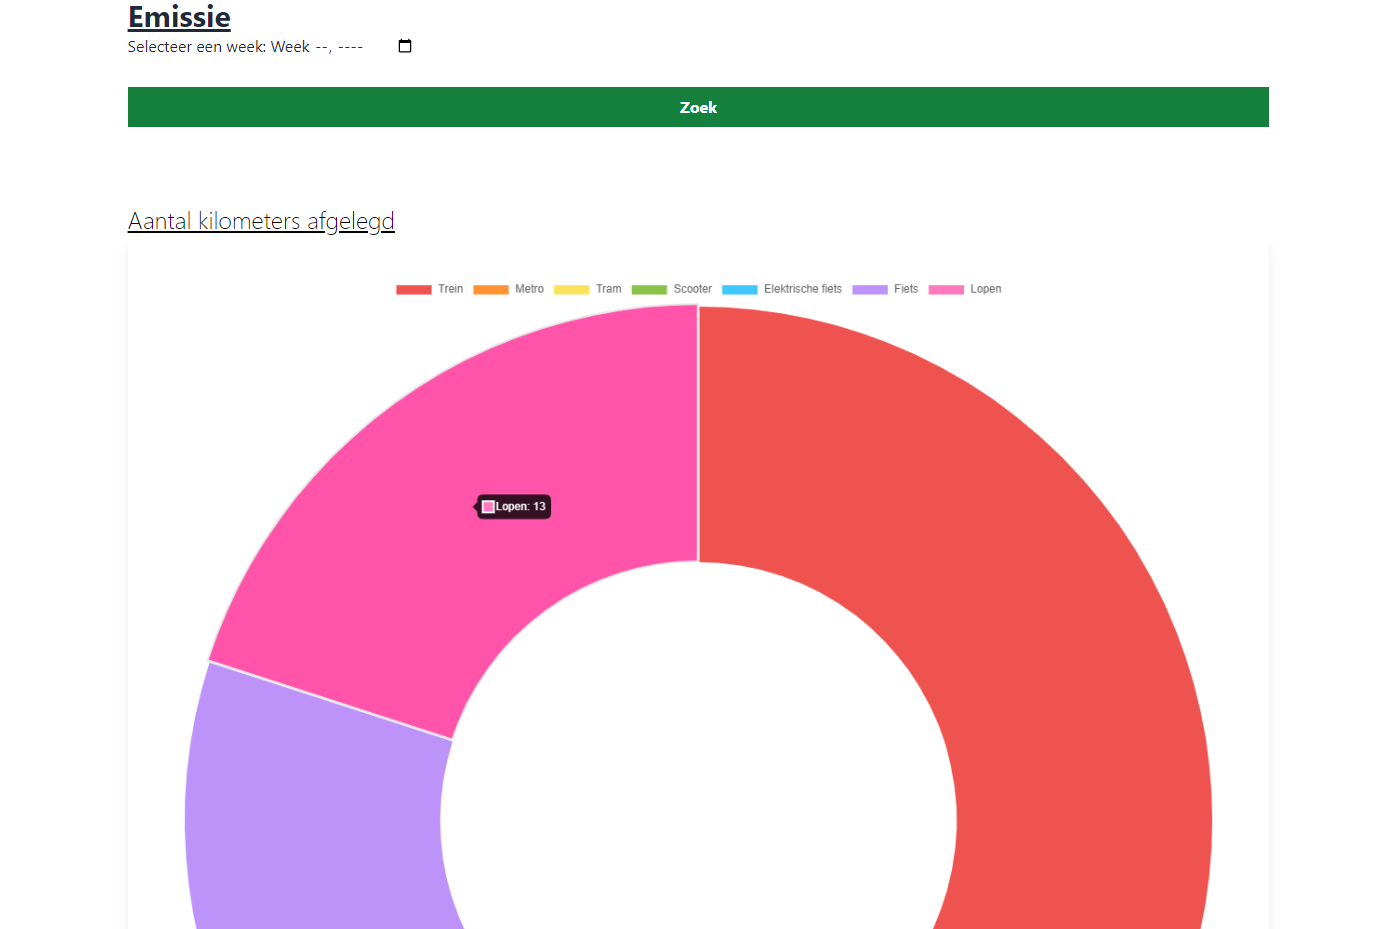 Emissie
Selecteer een week: Week --, ----
Zoek
Aantal kilometers afgelegd
Trein Metro Tram Scooter Elektrische fiets Fiets Lopen
Lopen: 13